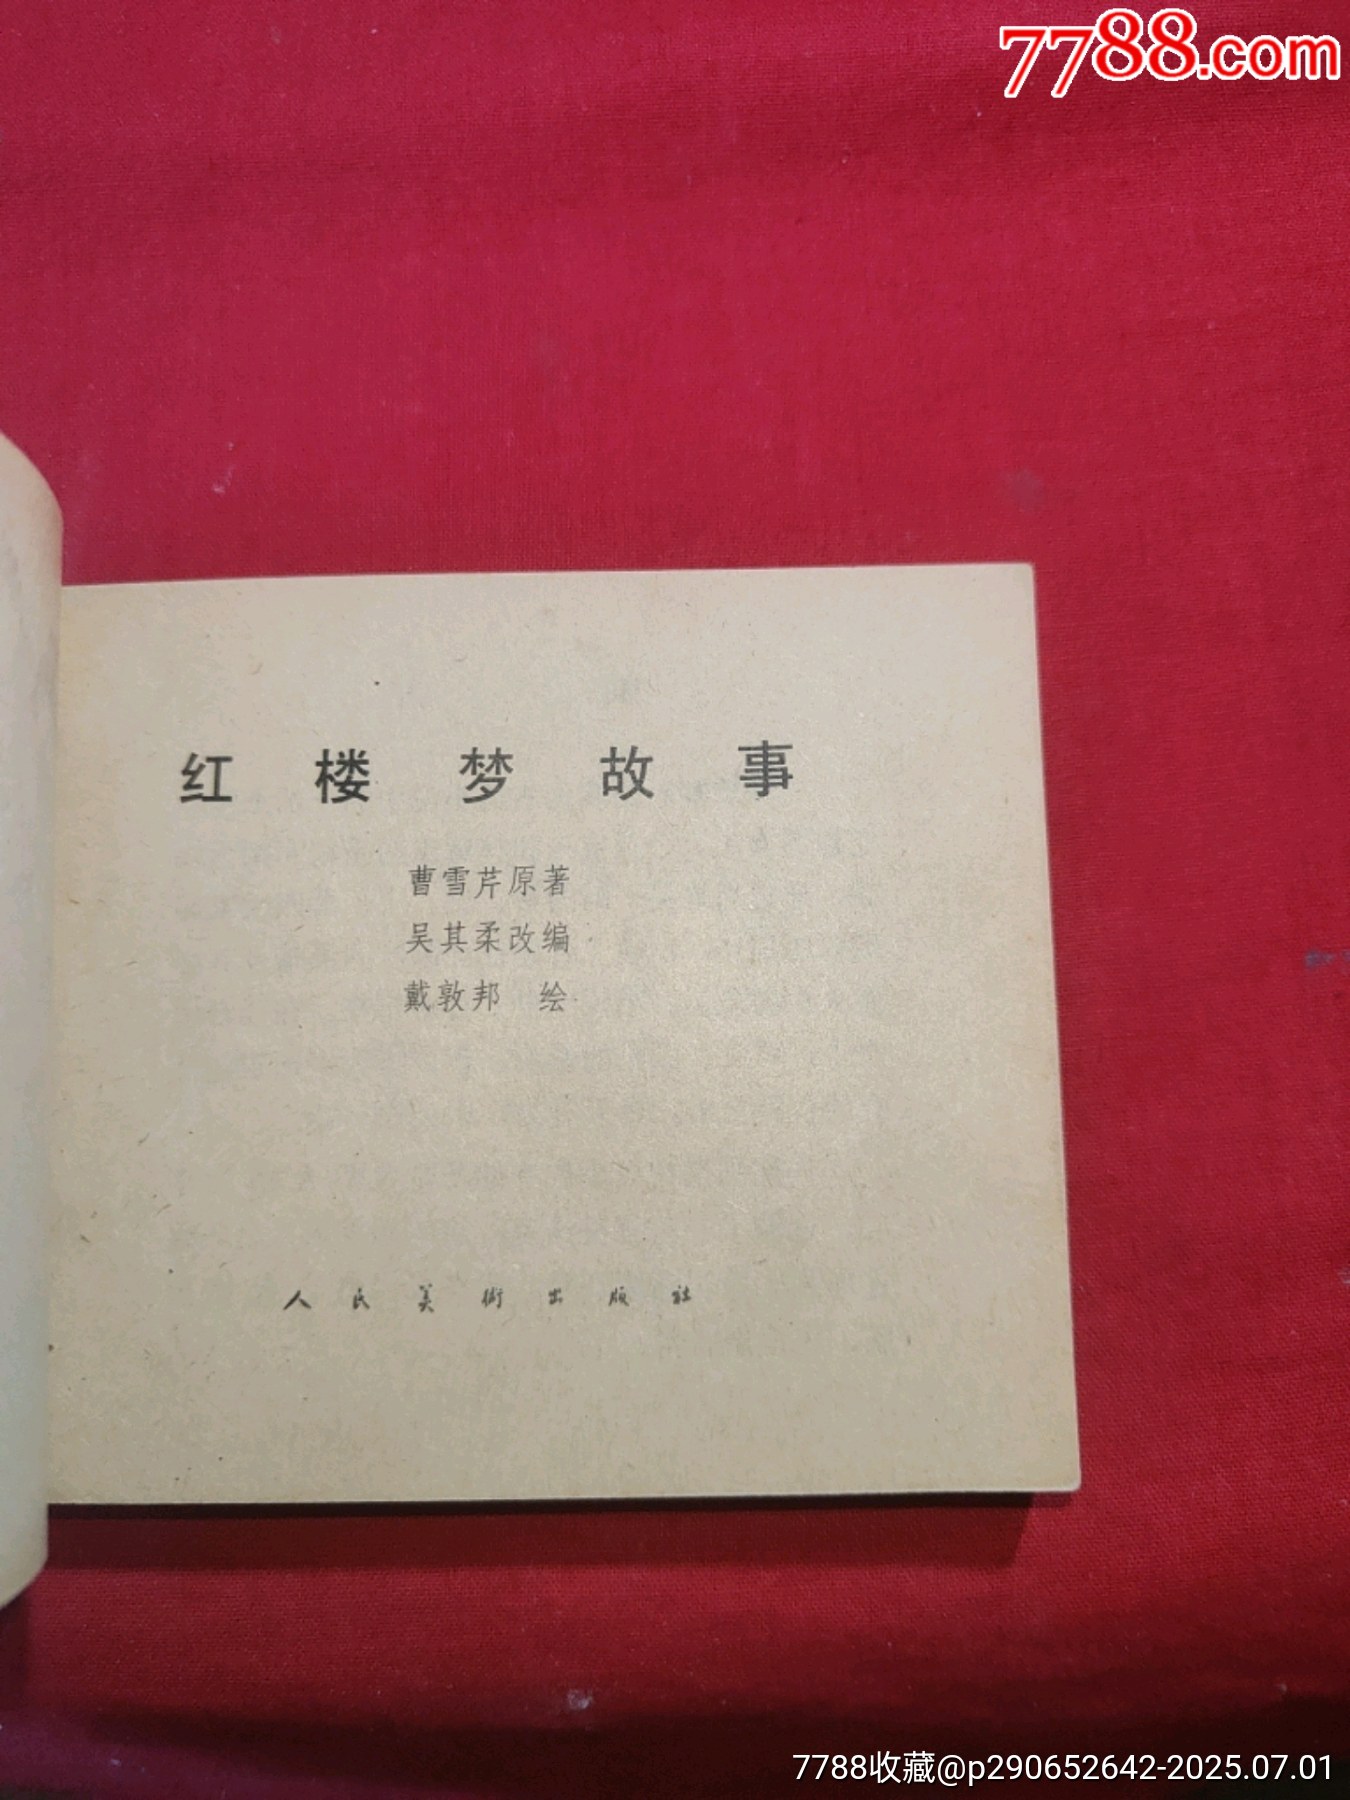 7788.com
红楼梦故事
曹雪芹原著
吴其柔改编
戴敦邦 绘
人民美術出版社
7788收藏@p290652642-2025.07.01